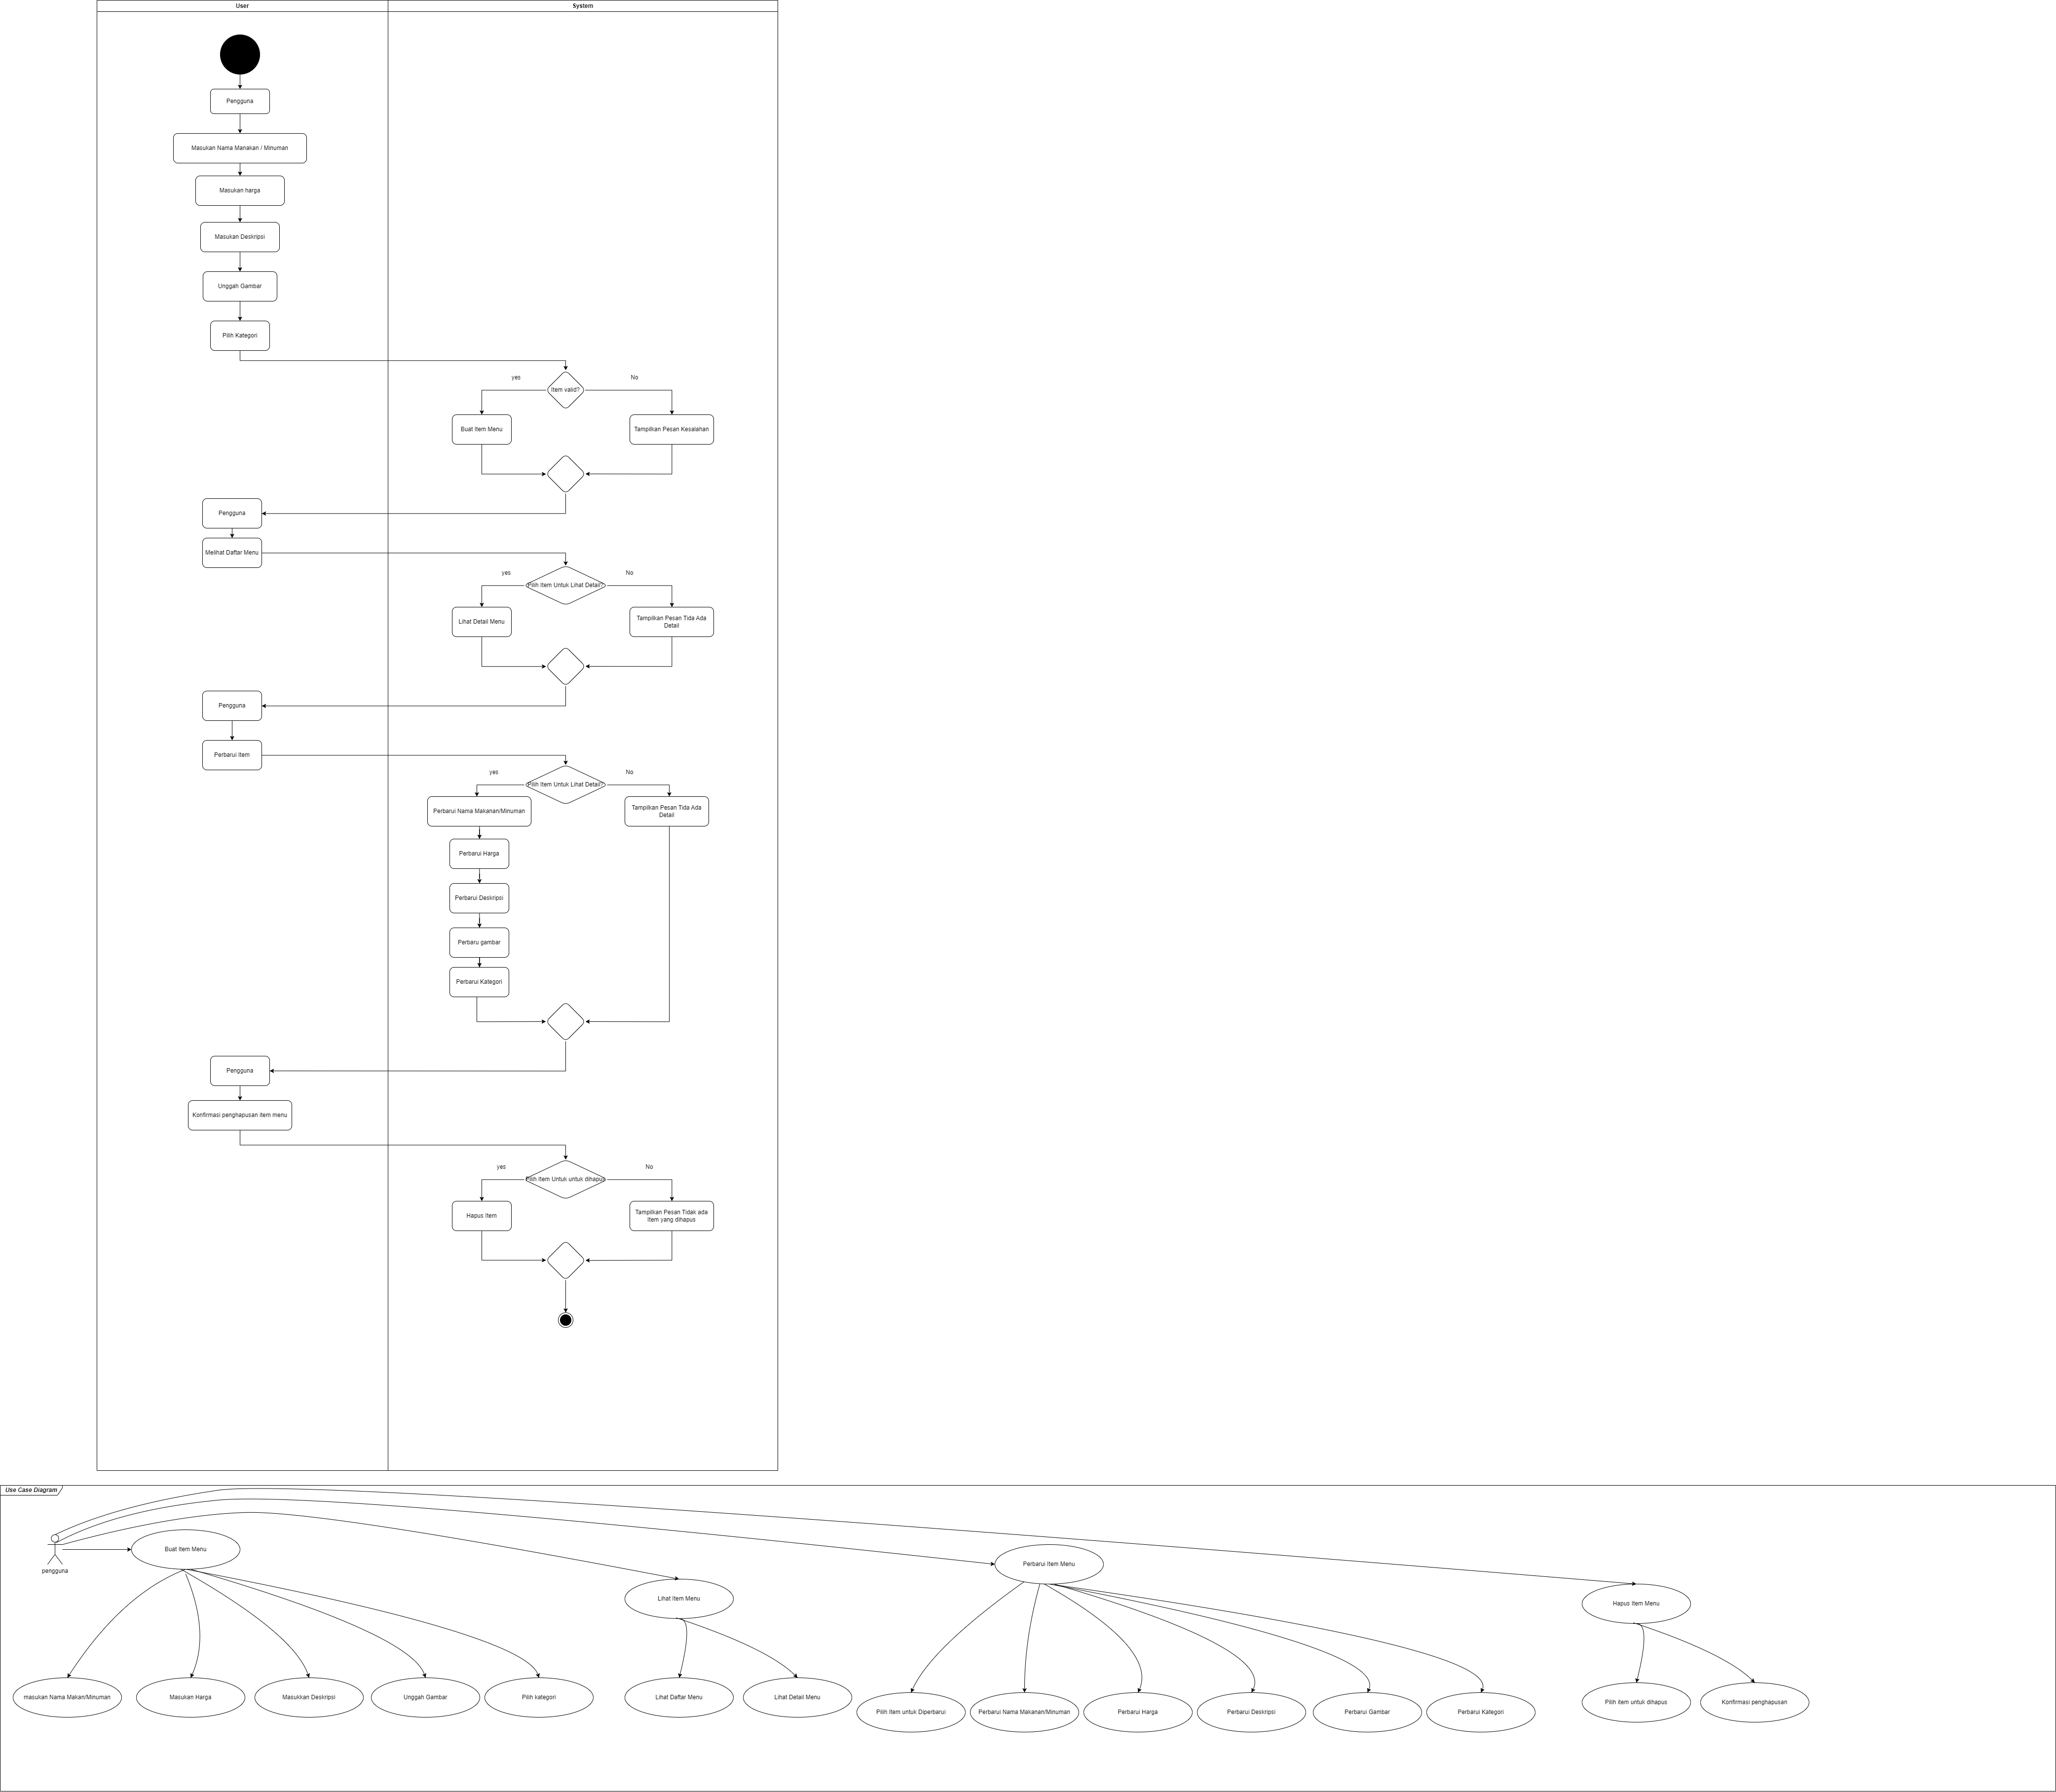 User
System
Pengguna
Masukan Nama Manakan / Minuman
Masukan harga
Masukan Deskripsi
Unggah Gambar
Pilih Kategori
yes
No
Item valid?
Buat Item Menu
Tampilkan Pesan Kesalahan
Pengguna
Melihat Daftar Menu
yes
No
Pilih Item Untuk Lihat Detail?
Lihat Detail Menu
Tampilkan Pesan Tida Ada
Detail
Pengguna
Perbarui Item
yes
No
Pilih Item Untuk Lihat Detail?
Perbarui Nama Makanan/Minuman
Tampilkan Pesan Tida Ada
Detail
Perbarui Harga
Perbarui Deskripsi
Perbaru gambar
Perbarui Kategori
Pengguna
Konfirmasi penghapusan item menu
yes
No
Pilih Item Untuk untuk dihapus
Hapus Item
Tampilkan Pesan Tidak ada
Item yang dihapus
Use Case Diagram
pengguna
Buat Item Menu
Perbarui Item Menu
Lihat Item Menu
Hapus Item Menu
masukan Nama Makan/Minuman
Masukan Harga
Masukkan Deskripsi
Unggah Gambar
Pilih kategori
Lihat Daftar Menu
Lihat Detail Menu
Pilih Item untuk Diperbarui
Perbarui Nama Makanan/Minuman
Perbarui Harga
Perbarui Deskripsi
Perbarui Gambar
Perbarui Kategori
Pilih item untuk dihapus
Konfirmasi penghapusan